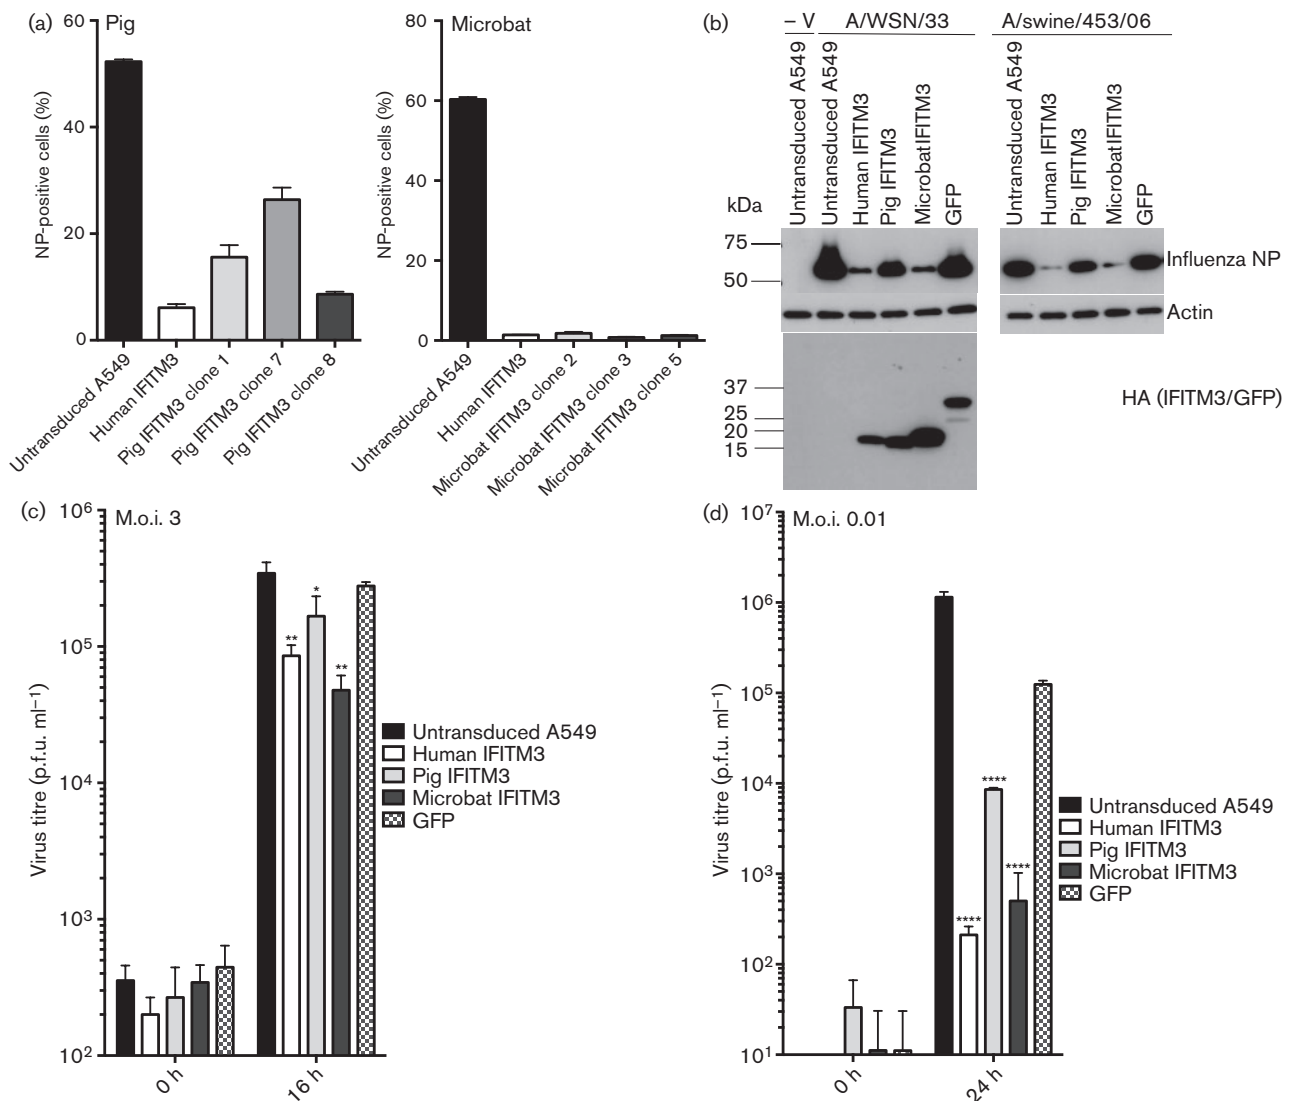 (a)
Pig
NP-positive cells (%)
60
40
20
0
Untransduced A549
Human IFITM3
Pig IFITM3 clone 1
Pig IFITM3 clone 7
Pig IFITM3 clone 8
Microbat
NP-positive cells (%)
80
60
40
20
0
Untransduced A549
Human IFITM3
Microbat IFITM3 clone 2
Microbat IFITM3 clone 3
Microbat IFITM3 clone 5
(b)
– V
A/WSN/33
A/swine/453/06
Untransduced A549
Untransduced A549
Human IFITM3
Pig IFITM3
MicrobatIFITM3
GFP
Untransduced A549
Human IFITM3
Pig IFITM3
MicrobatIFITM3
GFP
kDa
75
50
Influenza NP
Actin
37
25
20
15
HA (IFITM3/GFP)
(c)
M.o.i. 3
Virus titre (p.f.u. ml⁻¹)
10⁶
10⁵
10⁴
10³
10²
**
*
**
0 h
16 h
Untransduced A549
Human IFITM3
Pig IFITM3
Microbat IFITM3
GFP
(d)
M.o.i. 0.01
Virus titre (p.f.u. ml⁻¹)
10⁷
10⁶
10⁵
10⁴
10³
10²
10¹
****
****
****
0 h
24 h
Untransduced A549
Human IFITM3
Pig IFITM3
Microbat IFITM3
GFP